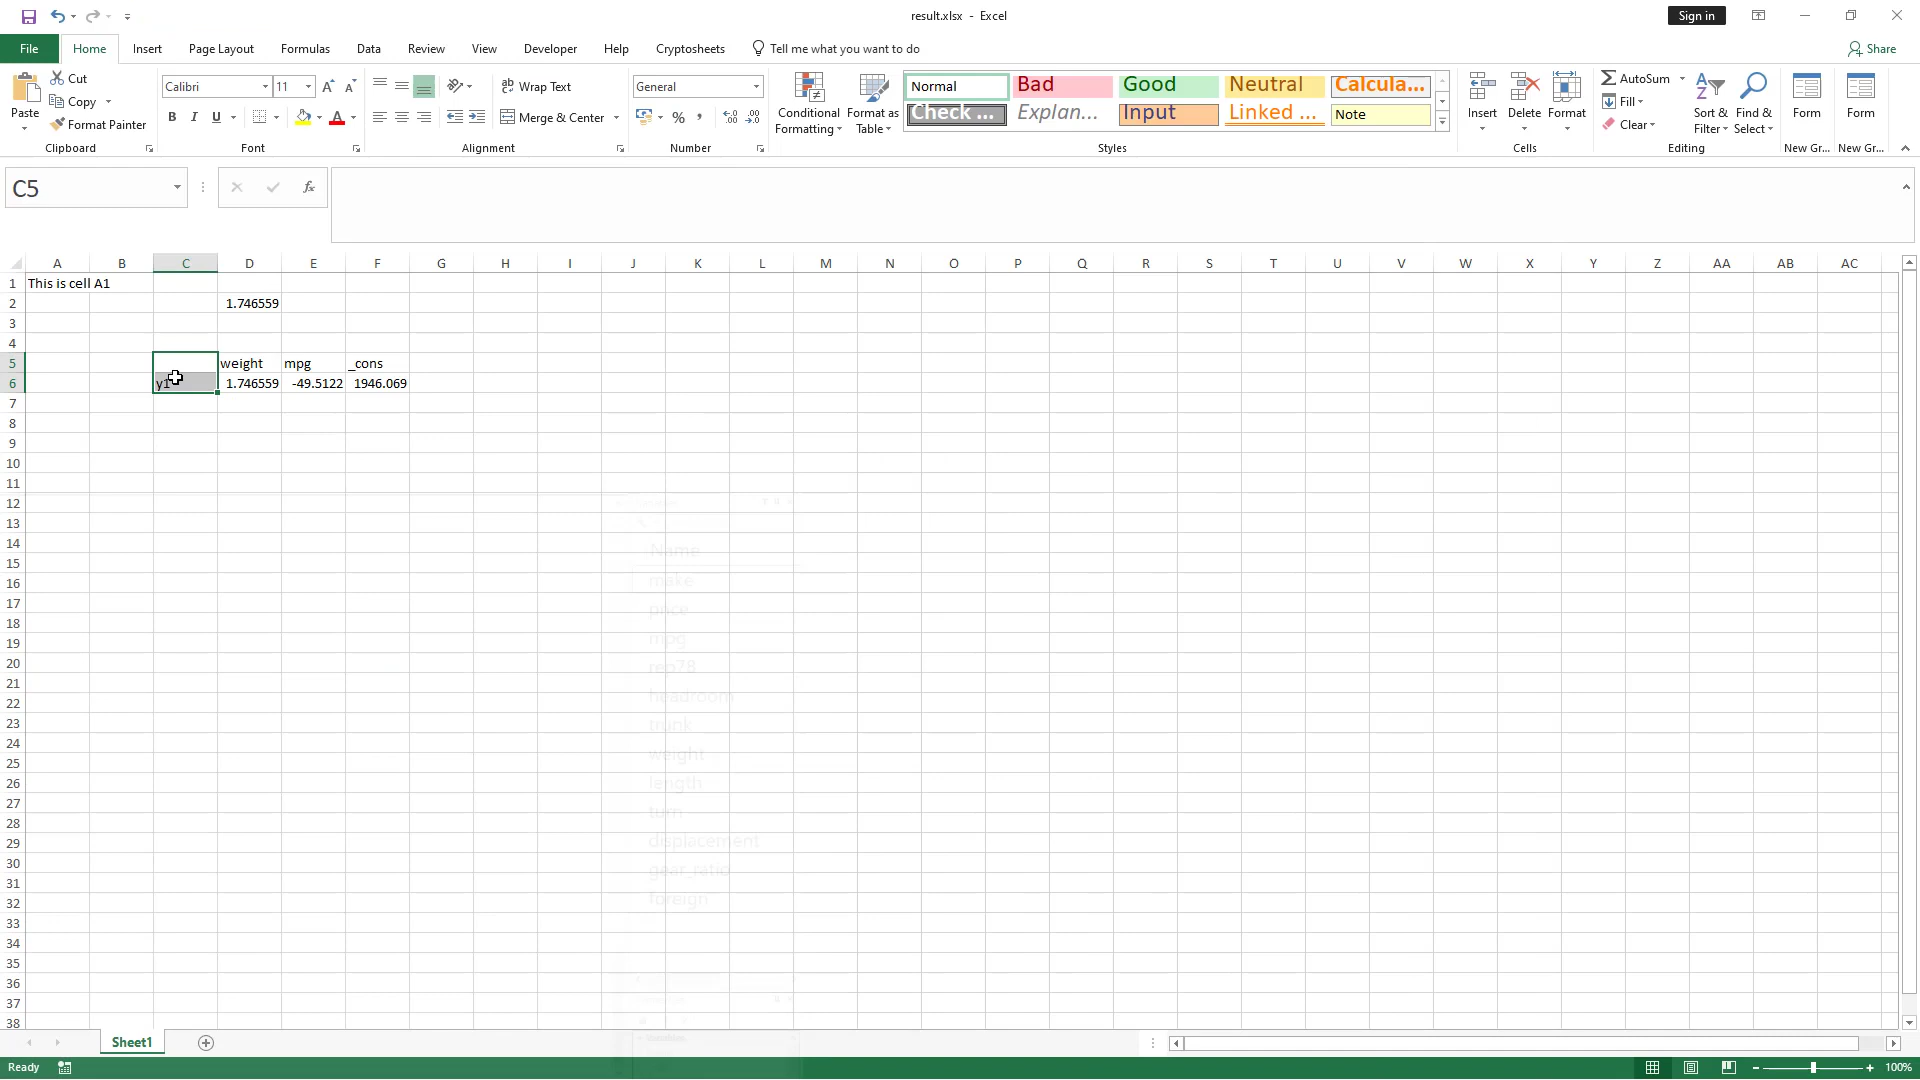 result.xlsx - Excel
Sign in
File Home Insert Page Layout Formulas Data Review View Developer Help Cryptosheets Tell me what you want to do Share
Paste
Cut
Copy
Format Painter
Clipboard
Calibri 11
B I U
Font
Wrap Text
Merge & Center
Alignment
General
%
Number
Conditional Formatting
Format as Table
Normal Bad Good Neutral Calcula...
Check ... Explan... Input Linked ... Note
Styles
Insert Delete Format
Cells
AutoSum
Fill
Clear
Sort & Filter
Find & Select
Editing
Form
New Gr...
Form
New Gr...
C5
fx
A B C D E F G H I J K L M N O P Q R S T U V W X Y Z AA AB AC
1 This is cell A1
2 1.746559
3
4
5 weight mpg _cons
6 y1 1.746559 -49.5122 1946.069
7
8
9
10
11
12
13
14 Name
15
16 make
17 price
18
19 mpg
20 rep78
21
22 headroom
23 trunk
24
25 weight
26 length
27
28 turn
29 displacement
30 gear_ratio
31
32 foreign
33
34
35
36
37
38
Variables
Sheet1
Ready
100%